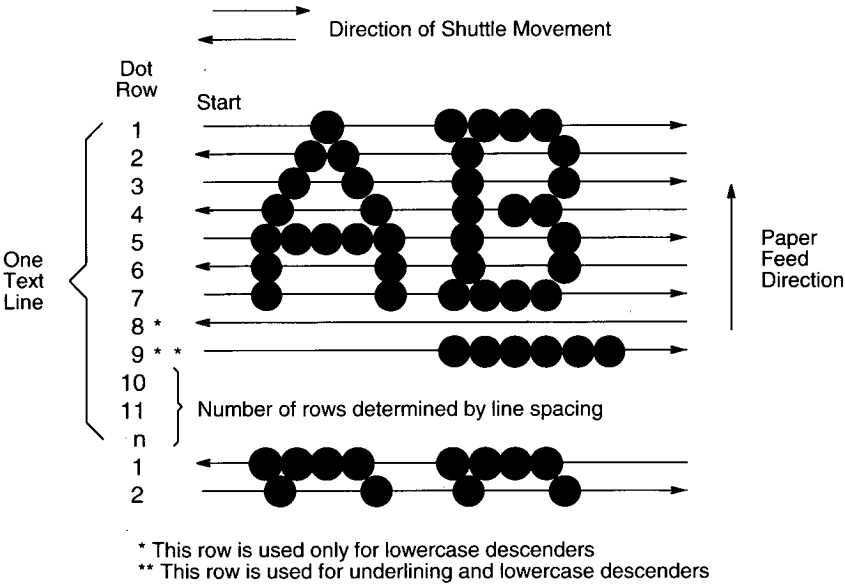 Direction of Shuttle Movement
Dot
Row
Start
1
2
3
4
5
6
7
8 *
9 * *
10
11
n
1
2
One
Text
Line
Paper
Feed
Direction
Number of rows determined by line spacing
* This row is used only for lowercase descenders
** This row is used for underlining and lowercase descenders